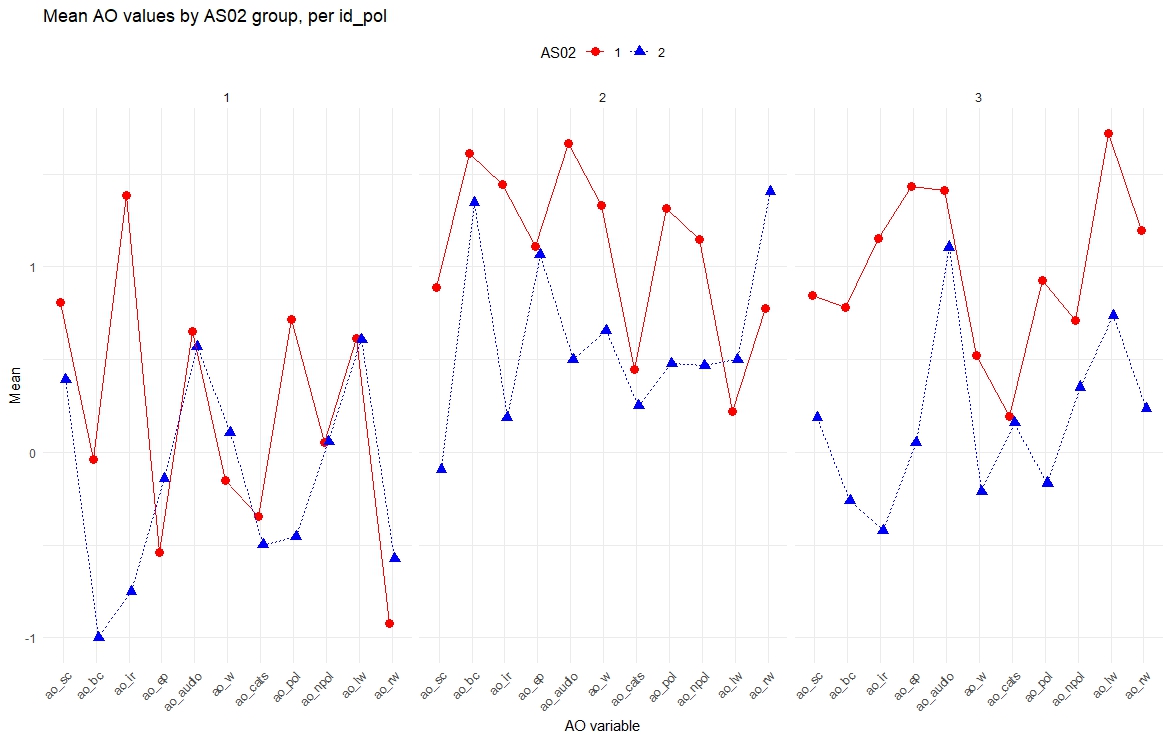 Mean AO values by AS02 group, per id_pol
AS02 1 2
1 2 3
Mean
1
0
-1
ao_sc ao_bc ao_lr ao_ep ao_audo ao_w ao_cats ao_pol ao_npol ao_lw ao_rw
ao_sc ao_bc ao_lr ao_ep ao_audo ao_w ao_cats ao_pol ao_npol ao_lw ao_rw
ao_sc ao_bc ao_lr ao_ep ao_audo ao_w ao_cats ao_pol ao_npol ao_lw ao_rw
AO variable